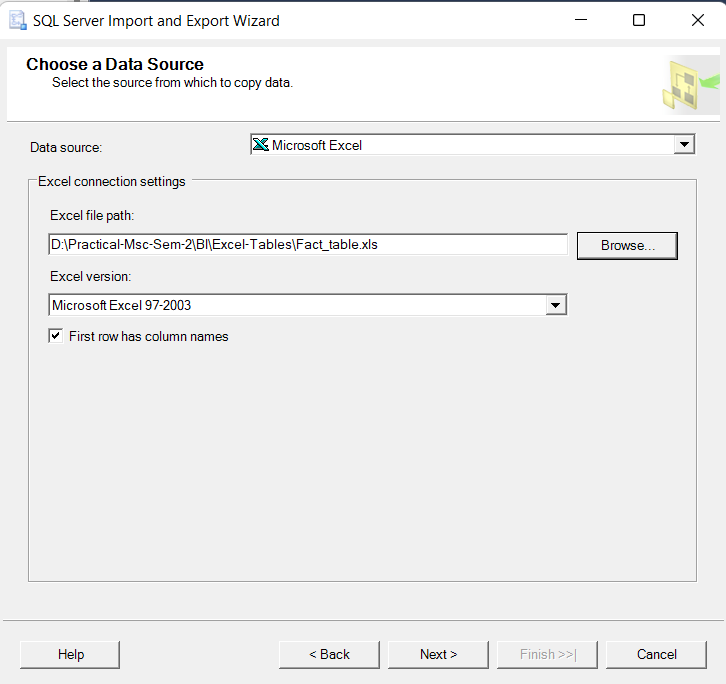 SQL Server Import and Export Wizard
Choose a Data Source
Select the source from which to copy data.
Data source:
Microsoft Excel
Excel connection settings
Excel file path:
D:\Practical-Msc-Sem-2\BI\Excel-Tables\Fact_table.xls
Browse...
Excel version:
Microsoft Excel 97-2003
First row has column names
Help
< Back
Next >
Finish >>|
Cancel